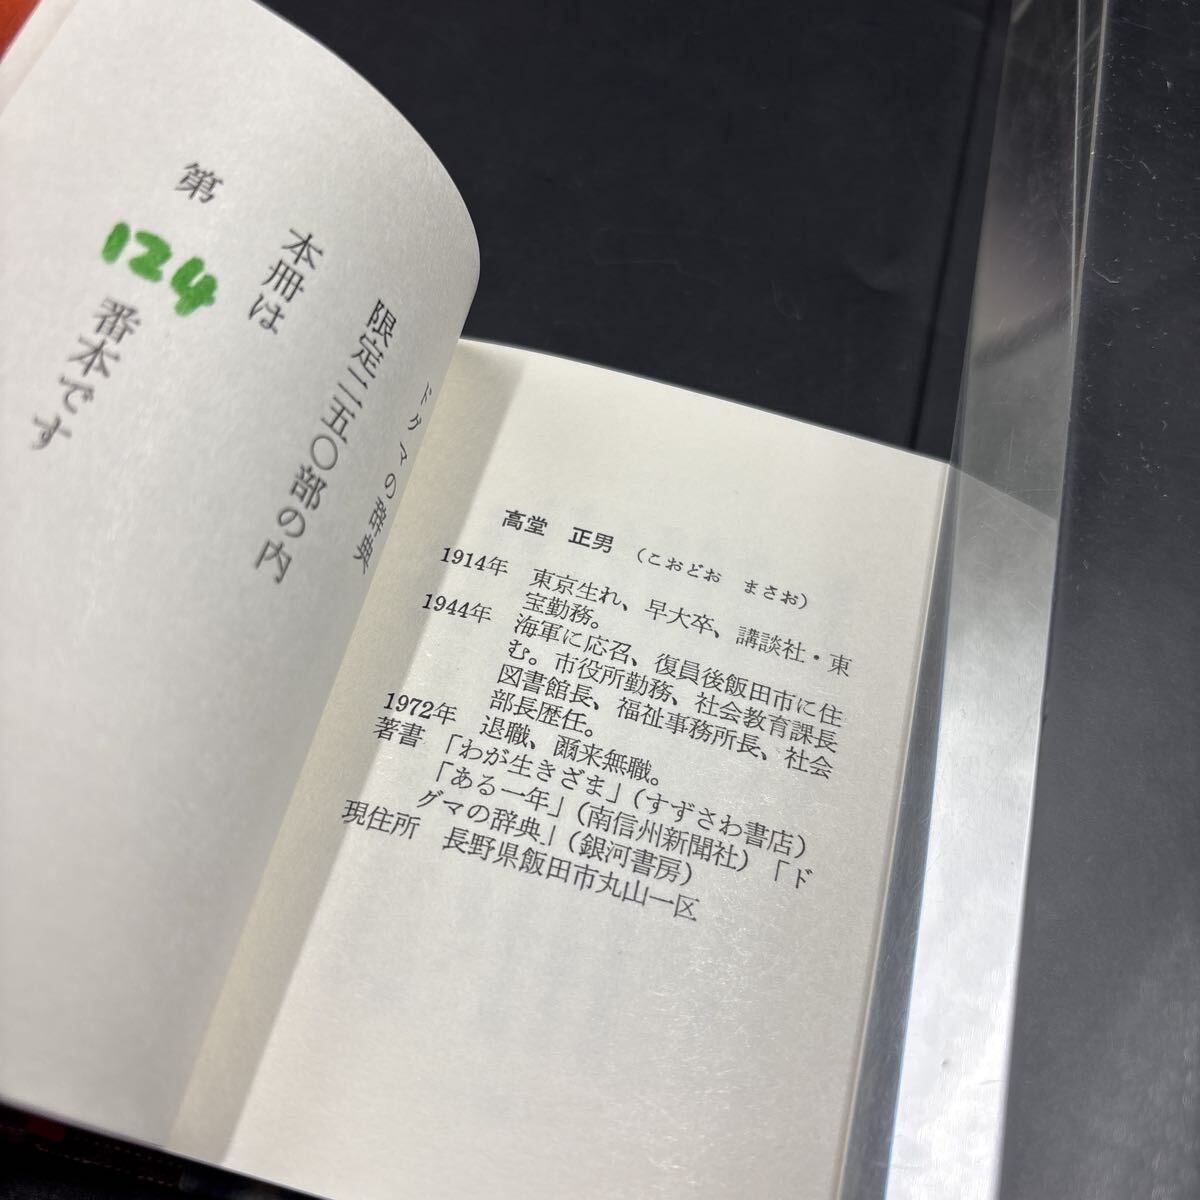 ドグマの辞典
限定二五〇部の内
本冊は
第 124 番本です
高堂 正男 (こおどお まさお)
1914年 東京生れ、早大卒、講談社・東
宝勤務。
1944年 海軍に応召、復員後飯田市に住
む。市役所勤務、社会教育課長
図書館長、福祉事務所長、社会
部長歴任。
1972年 退職、爾来無職。
著書 「わが生きざま」(すずさわ書店)
「ある一年」(南信州新聞社) 「ド
グマの辞典」(銀河書房)
現住所 長野県飯田市丸山一区